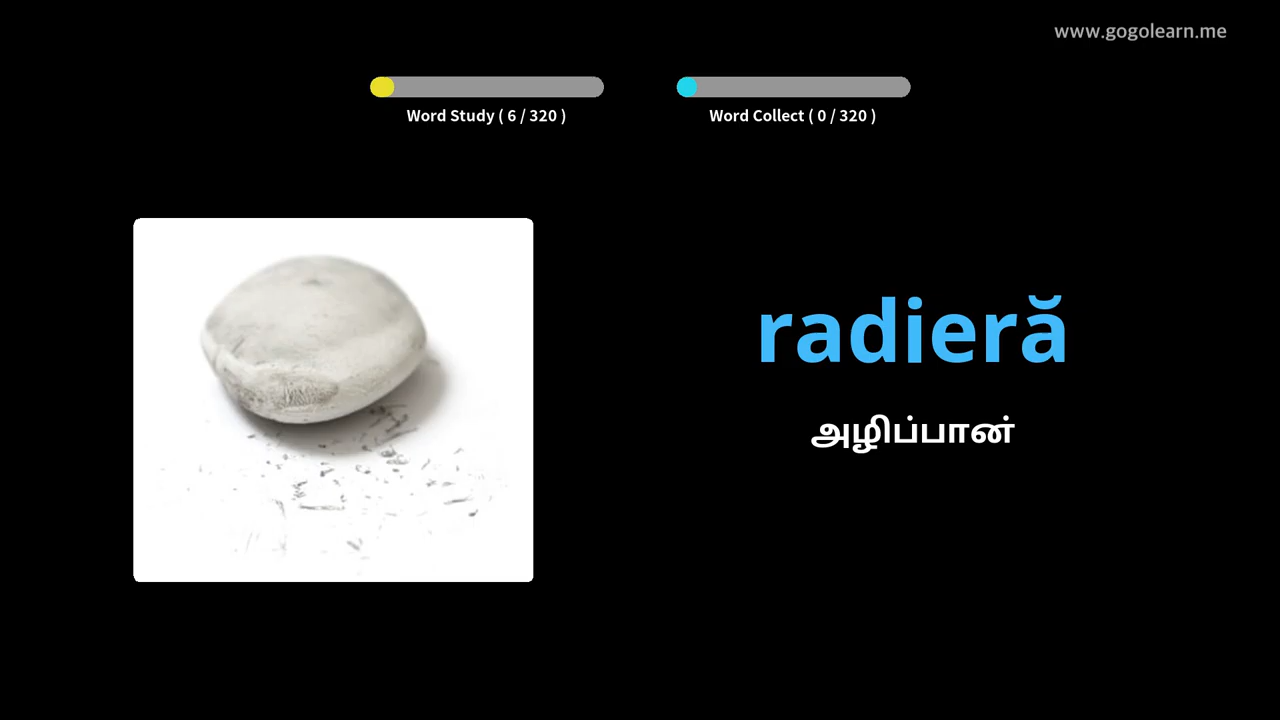 www.gogolearn.me
Word Study ( 6 / 320 )
Word Collect ( 0 / 320 )
radieră
அழிப்பான்